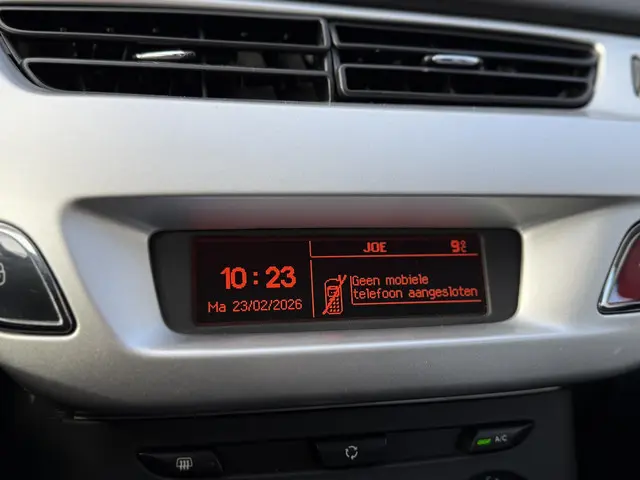 JOE 9°C
10:23
Ma 23/02/2026
Geen mobiele
telefoon aangesloten
A/C